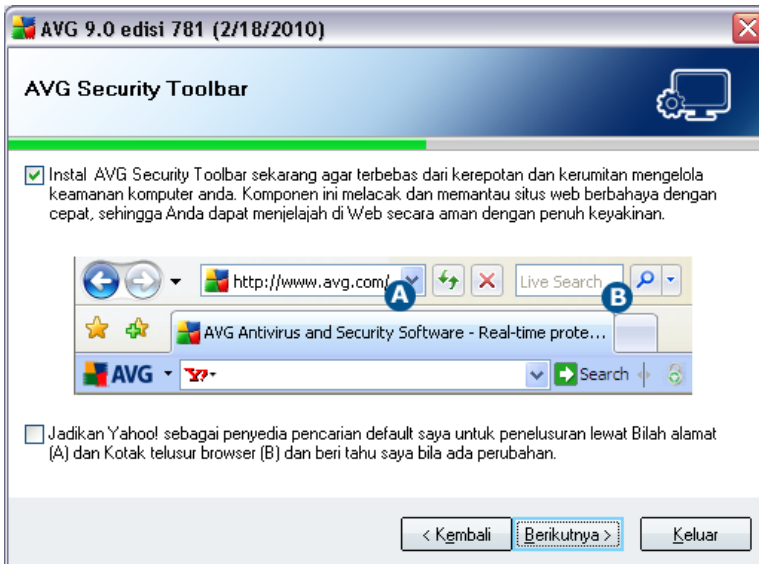 AVG 9.0 edisi 781 (2/18/2010)
AVG Security Toolbar
Instal AVG Security Toolbar sekarang agar terbebas dari kerepotan dan kerumitan mengelola
keamanan komputer anda. Komponen ini melacak dan memantau situs web berbahaya dengan
cepat, sehingga Anda dapat menjelajah di Web secara aman dengan penuh keyakinan.
http://www.avg.com/ A Live Search B
AVG Antivirus and Security Software - Real-time prote...
AVG Y! Search
Jadikan Yahoo! sebagai penyedia pencarian default saya untuk penelusuran lewat Bilah alamat
(A) dan Kotak telusur browser (B) dan beri tahu saya bila ada perubahan.
< Kembali Berikutnya > Keluar